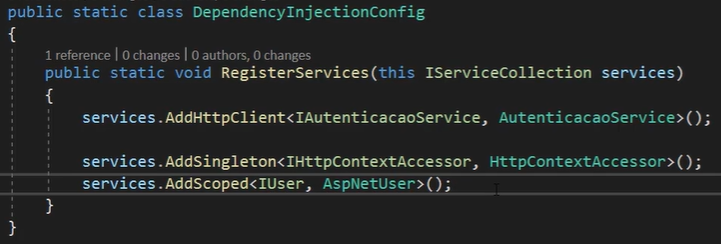 public static class DependencyInjectionConfig
{
1 reference | 0 changes | 0 authors, 0 changes
public static void RegisterServices(this IServiceCollection services)
{
services.AddHttpClient<IAutenticacaoService, AutenticacaoService>();
services.AddSingleton<IHttpContextAccessor, HttpContextAccessor>();
services.AddScoped<IUser, AspNetUser>();
}
}